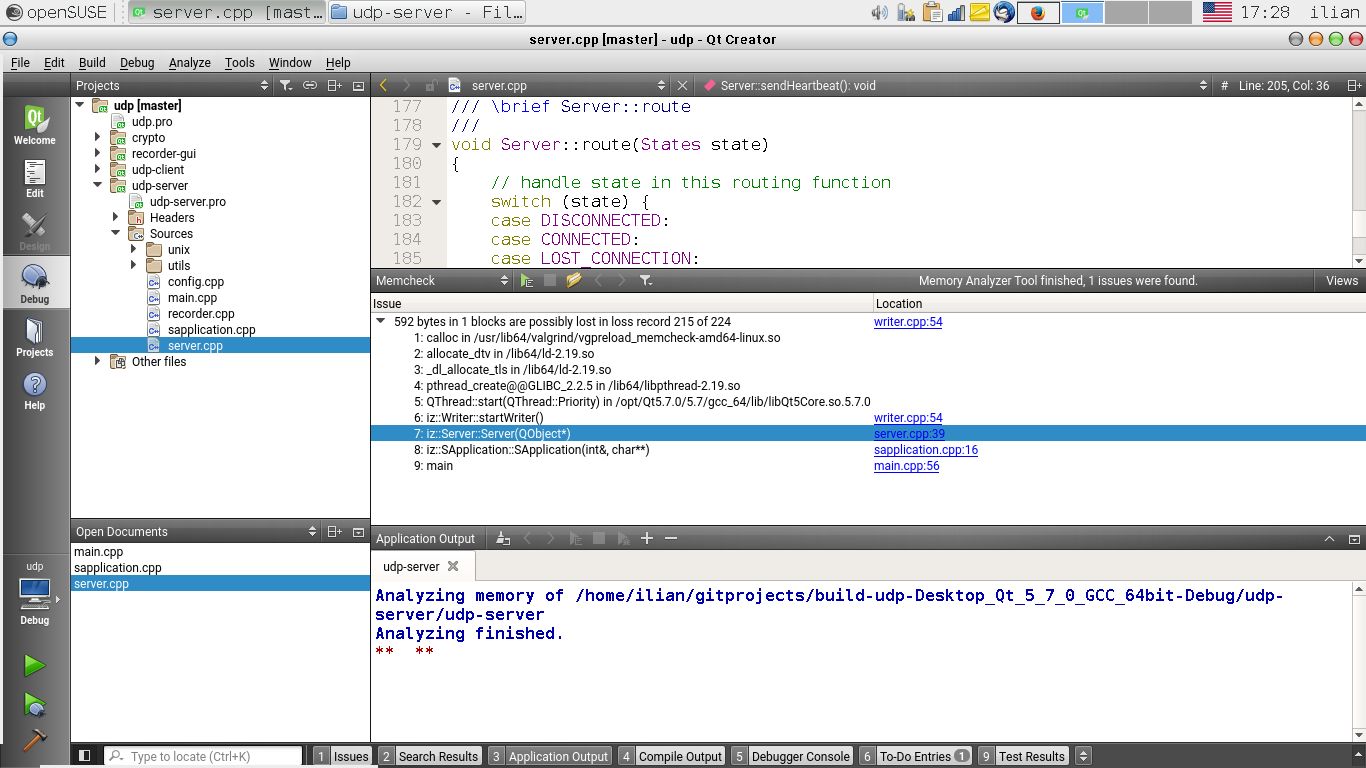 openSUSE
server.cpp [mast...
udp-server - Fil...
17:28 ilian
server.cpp [master] - udp - Qt Creator
File Edit Build Debug Analyze Tools Window Help
Projects
server.cpp
Server::sendHeartbeat(): void
# Line: 205, Col: 36
Welcome
Edit
Design
Debug
Projects
Help
udp
Debug
udp [master]
udp.pro
crypto
recorder-gui
udp-client
udp-server
udp-server.pro
Headers
Sources
unix
utils
config.cpp
main.cpp
recorder.cpp
sapplication.cpp
server.cpp
Other files
Open Documents
main.cpp
sapplication.cpp
server.cpp
177 /// \brief Server::route
178 ///
179 void Server::route(States state)
180 {
181 // handle state in this routing function
182 switch (state) {
183 case DISCONNECTED:
184 case CONNECTED:
185 case LOST_CONNECTION:
Memcheck
Memory Analyzer Tool finished, 1 issues were found.
Views
Issue Location
592 bytes in 1 blocks are possibly lost in loss record 215 of 224 writer.cpp:54
1: calloc in /usr/lib64/valgrind/vgpreload_memcheck-amd64-linux.so
2: allocate_dtv in /lib64/ld-2.19.so
3: _dl_allocate_tls in /lib64/ld-2.19.so
4: pthread_create@@GLIBC_2.2.5 in /lib64/libpthread-2.19.so
5: QThread::start(QThread::Priority) in /opt/Qt5.7.0/5.7/gcc_64/lib/libQt5Core.so.5.7.0
6: iz::Writer::startWriter() writer.cpp:54
7: iz::Server::Server(QObject*) server.cpp:39
8: iz::SApplication::SApplication(int&, char**) sapplication.cpp:16
9: main main.cpp:56
Application Output
udp-server
Analyzing memory of /home/ilian/gitprojects/build-udp-Desktop_Qt_5_7_0_GCC_64bit-Debug/udp-
server/udp-server
Analyzing finished.
** **
Type to locate (Ctrl+K)
1 Issues
2 Search Results
3 Application Output
4 Compile Output
5 Debugger Console
6 To-Do Entries 1
9 Test Results